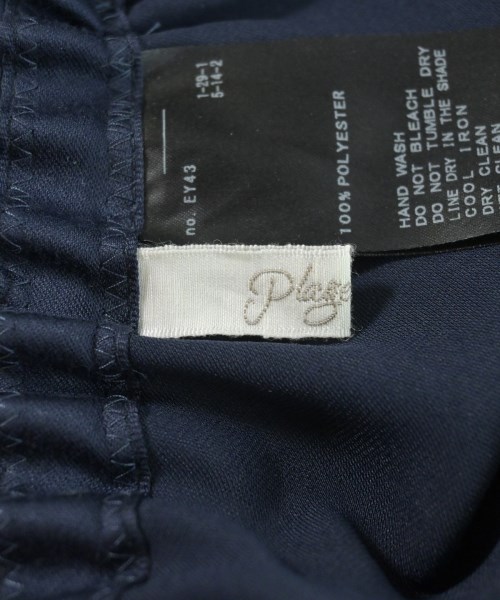 1-29-1
5-14-2
no. EY43
100% POLYESTER
HAND WASH
DO NOT BLEACH
DO NOT TUMBLE DRY
LINE DRY IN THE SHADE
COOL IRON
DRY CLEAN
CLEAN
Plage